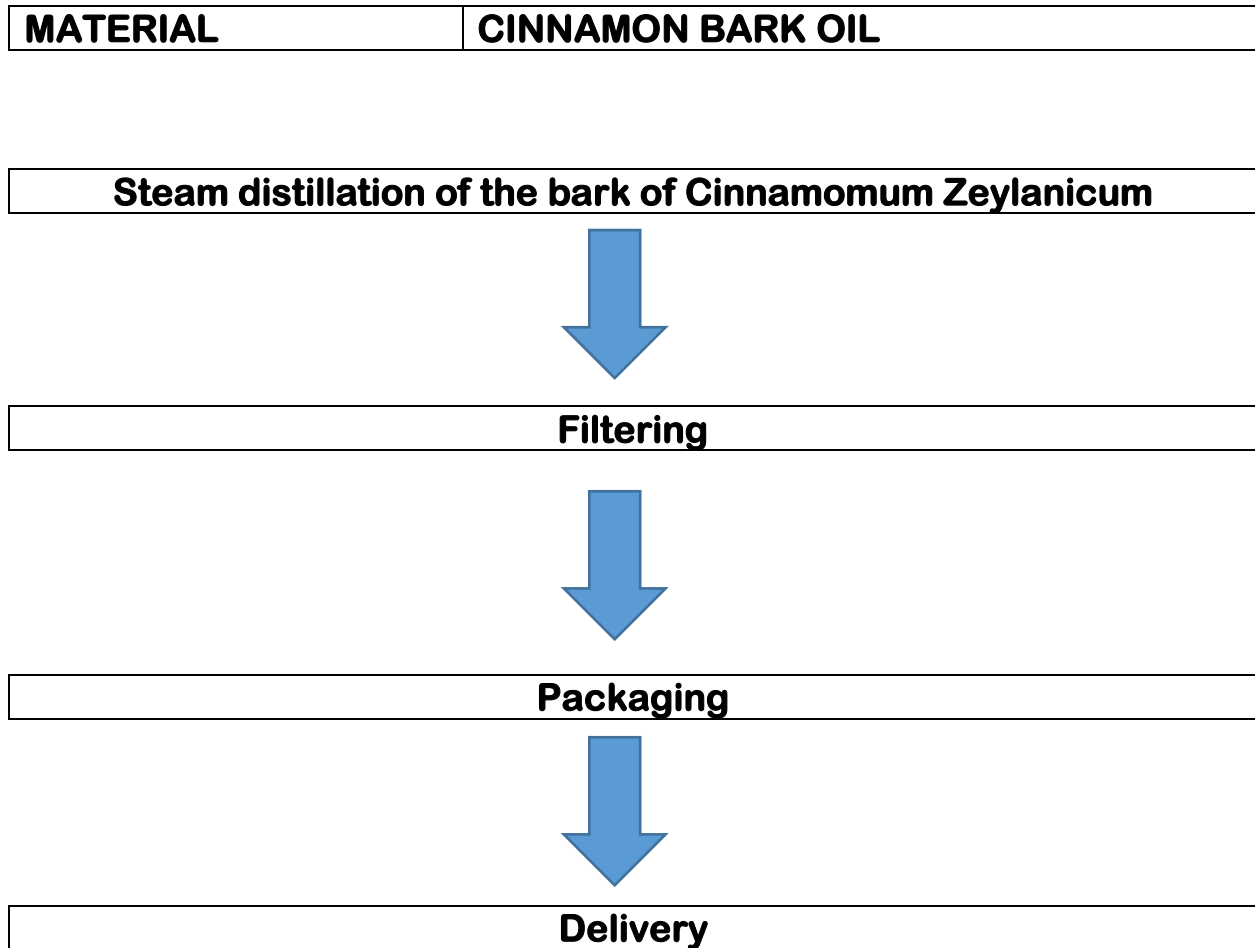 MATERIAL CINNAMON BARK OIL
Steam distillation of the bark of Cinnamomum Zeylanicum
Filtering
Packaging
Delivery